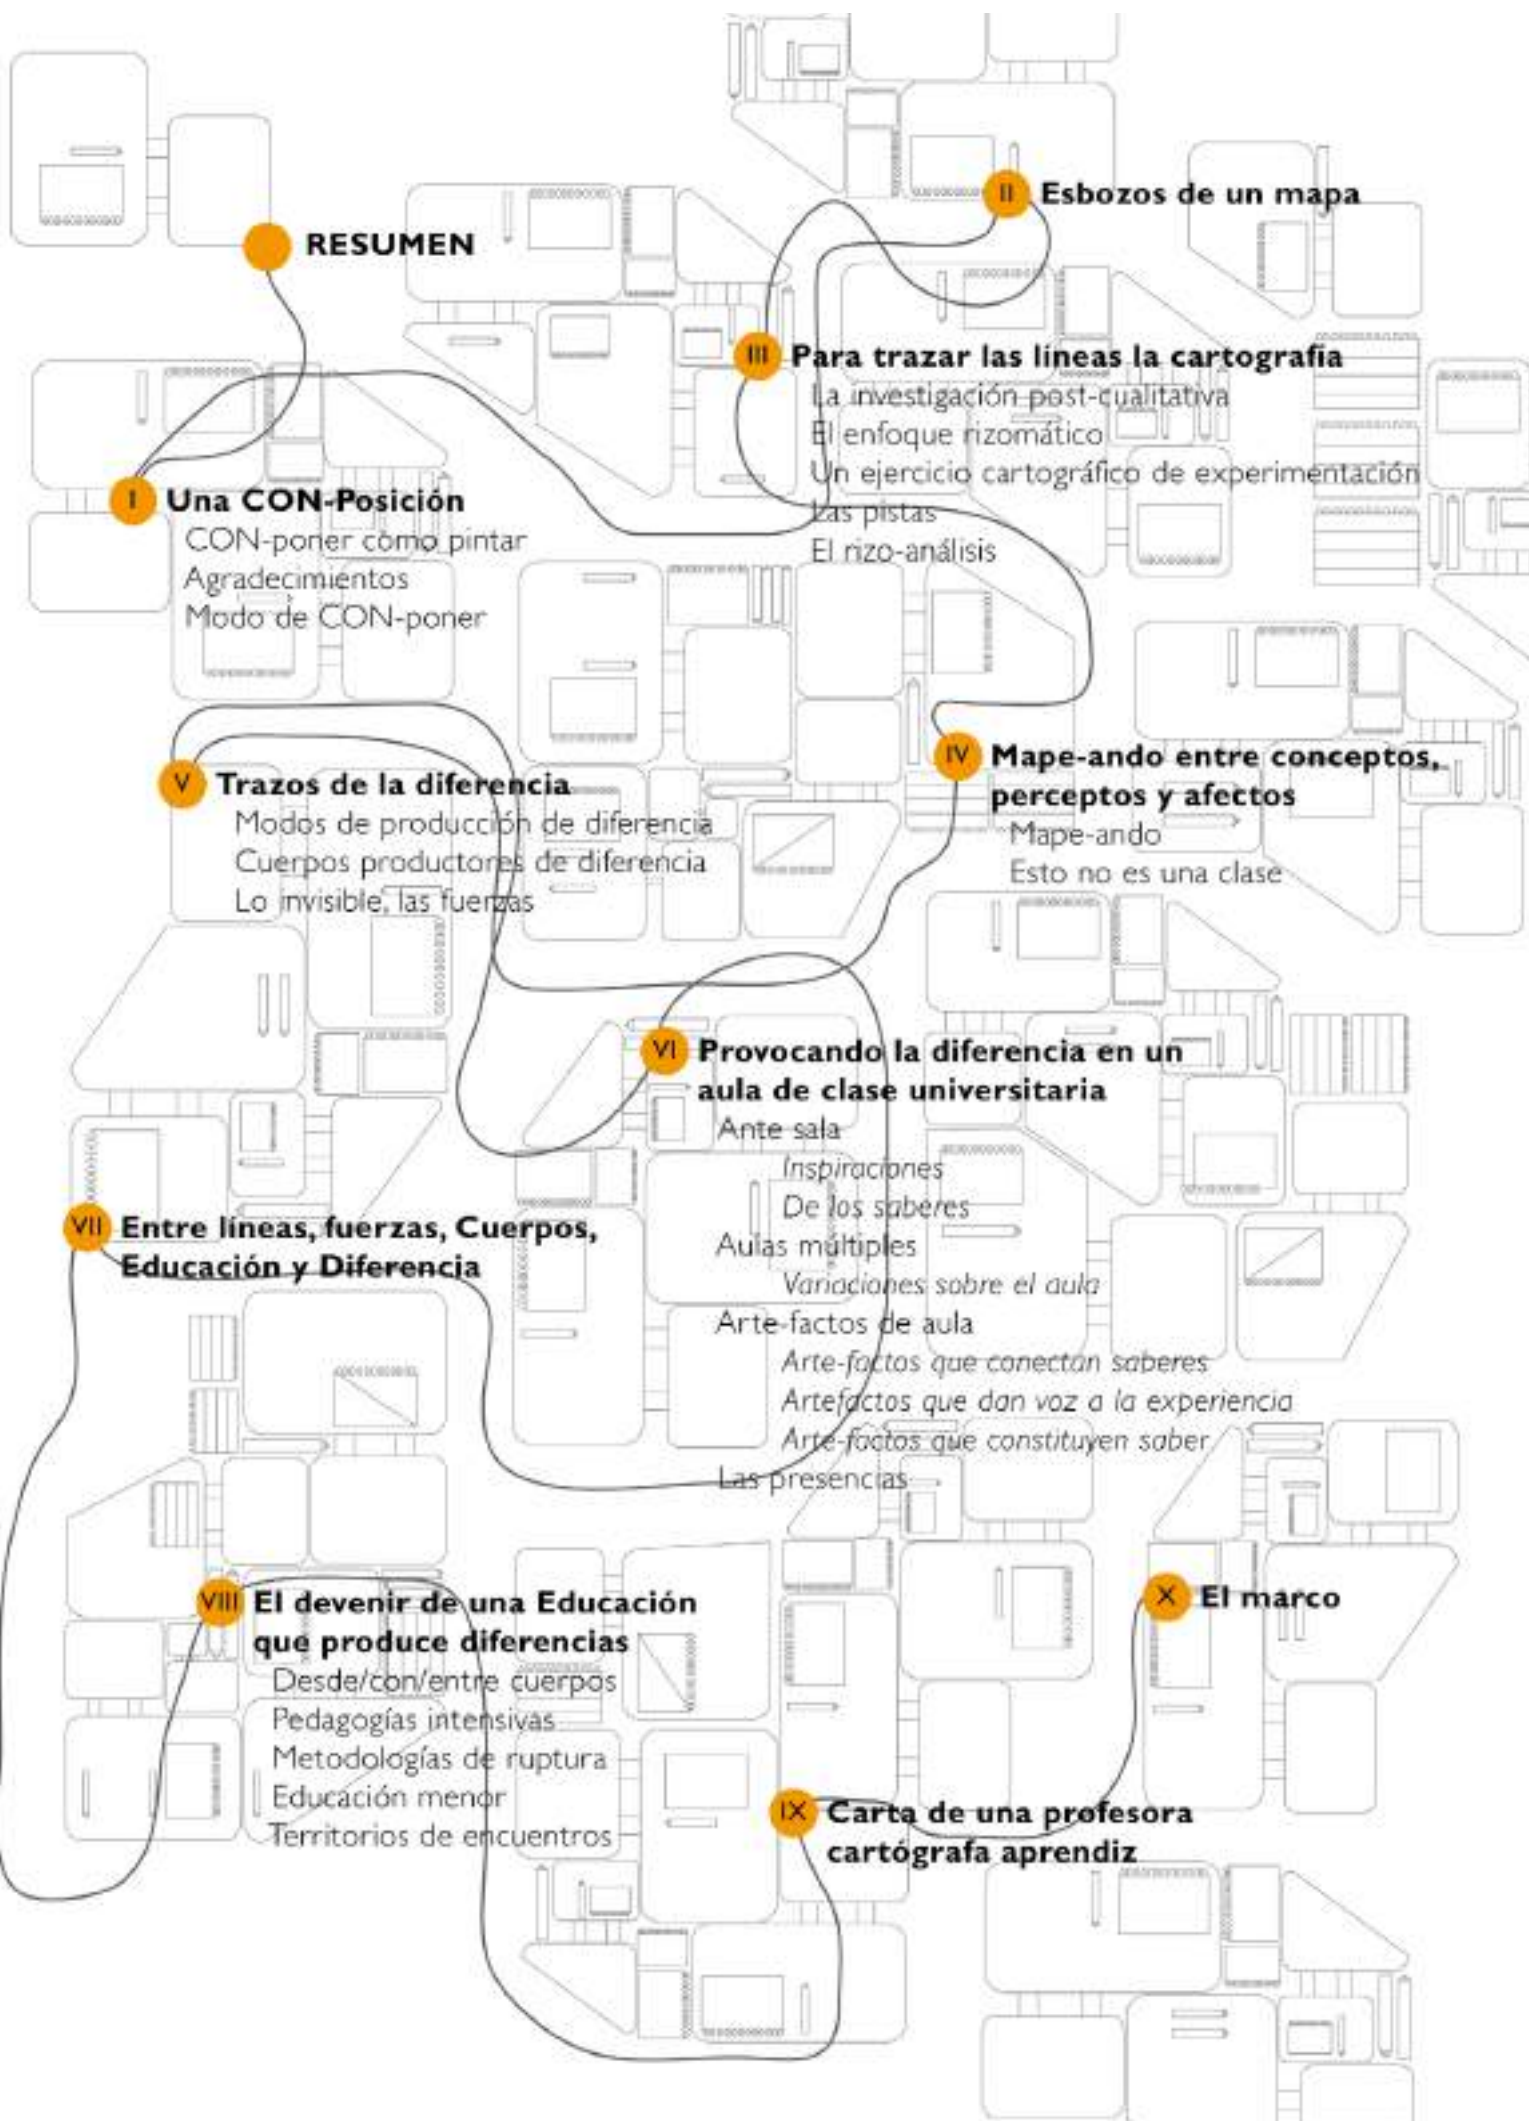 RESUMEN
I Una CON-Posición
CON-poner como pintar
Agradecimientos
Modo de CON-poner
II Esbozos de un mapa
III Para trazar las líneas la cartografía
La investigación post-cualitativa
El enfoque rizomático
Un ejercicio cartográfico de experimentación
Las pistas
El rizo-análisis
IV Mape-ando entre conceptos,
perceptos y afectos
Mape-ando
Esto no es una clase
V Trazos de la diferencia
Modos de producción de diferencia
Cuerpos productores de diferencia
Lo invisible, las fuerzas
VI Provocando la diferencia en un
aula de clase universitaria
Ante sala
Inspiraciones
De los saberes
Aulas múltiples
Variaciones sobre el aula
Arte-factos de aula
Arte-factos que conectan saberes
Artefactos que dan voz a la experiencia
Arte-factos que constituyen saber
Las presencias
VII Entre líneas, fuerzas, Cuerpos,
Educación y Diferencia
VIII El devenir de una Educación
que produce diferencias
Desde/con/entre cuerpos
Pedagogías intensivas
Metodologías de ruptura
Educación menor
Territorios de encuentros
IX Carta de una profesora
cartógrafa aprendiz
X El marco